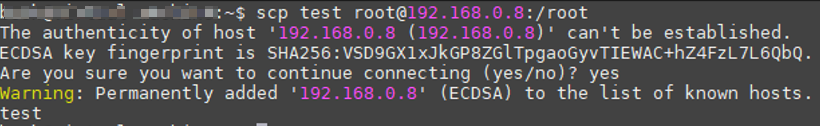 :~$ scp test root@192.168.0.8:/root
The authenticity of host '192.168.0.8 (192.168.0.8)' can't be established.
ECDSA key fingerprint is SHA256:VSD9GX1xJkGP8ZGlTpgaoGyvTIEWAC+hZ4FzL7L6QbQ.
Are you sure you want to continue connecting (yes/no)? yes
Warning: Permanently added '192.168.0.8' (ECDSA) to the list of known hosts.
test